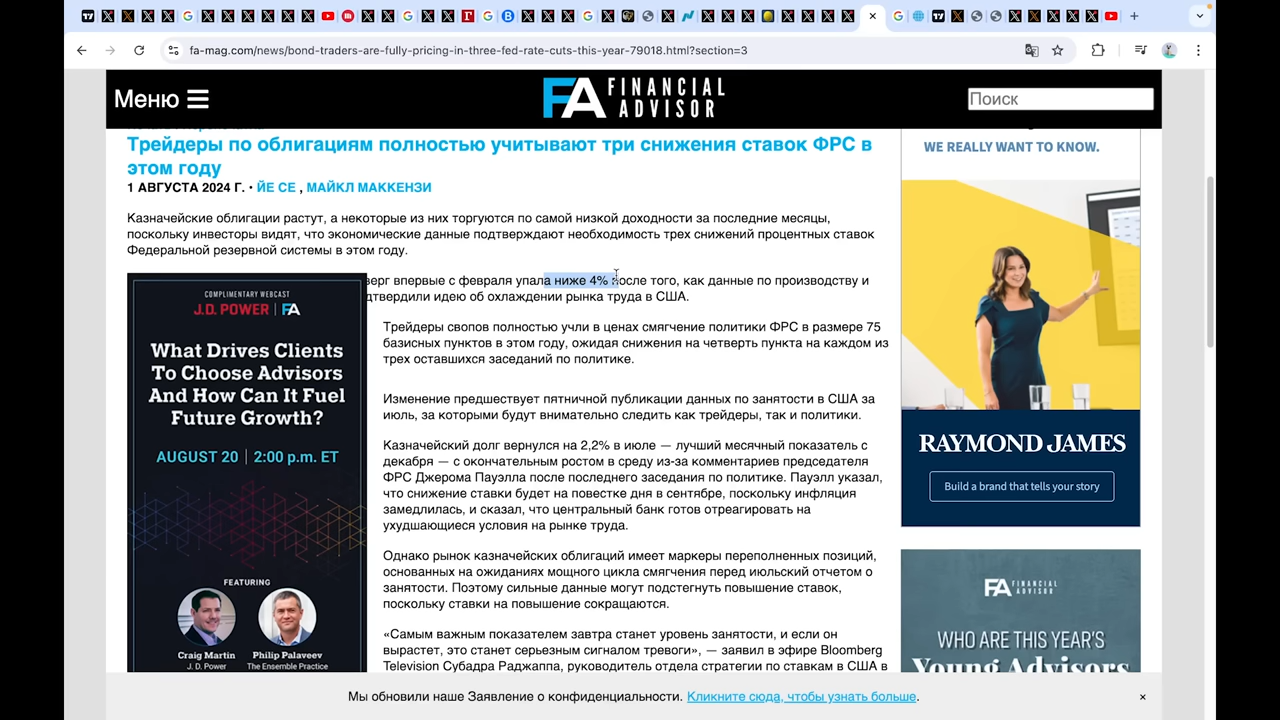 fa-mag.com/news/bond-traders-are-fully-pricing-in-three-fed-rate-cuts-this-year-79018.html?section=3
Меню
FA FINANCIAL ADVISOR
Поиск
Трейдеры по облигациям полностью учитывают три снижения ставок ФРС в
этом году
1 АВГУСТА 2024 Г. • ЙЕ СЕ , МАЙКЛ МАККЕНЗИ
Казначейские облигации растут, а некоторые из них торгуются по самой низкой доходности за последние месяцы,
поскольку инвесторы видят, что экономические данные подтверждают необходимость трех снижений процентных ставок
Федеральной резервной системы в этом году.
верг впервые с февраля упала ниже 4% после того, как данные по производству и
дтвердили идею об охлаждении рынка труда в США.
Трейдеры свопов полностью учли в ценах смягчение политики ФРС в размере 75
базисных пунктов в этом году, ожидая снижения на четверть пункта на каждом из
трех оставшихся заседаний по политике.
Изменение предшествует пятничной публикации данных по занятости в США за
июль, за которыми будут внимательно следить как трейдеры, так и политики.
Казначейский долг вернулся на 2,2% в июле — лучший месячный показатель с
декабря — с окончательным ростом в среду из-за комментариев председателя
ФРС Джерома Пауэлла после последнего заседания по политике. Пауэлл указал,
что снижение ставки будет на повестке дня в сентябре, поскольку инфляция
замедлилась, и сказал, что центральный банк готов отреагировать на
ухудшающиеся условия на рынке труда.
Однако рынок казначейских облигаций имеет маркеры переполненных позиций,
основанных на ожиданиях мощного цикла смягчения перед июльский отчетом о
занятости. Поэтому сильные данные могут подстегнуть повышение ставок,
поскольку ставки на повышение сокращаются.
«Самым важным показателем завтра станет уровень занятости, и если он
вырастет, это станет серьезным сигналом тревоги», — заявил в эфире Bloomberg
Television Субадра Раджаппа, руководитель отдела стратегии по ставкам в США в
COMPLIMENTARY WEBCAST
J.D. POWER | FA
What Drives Clients
To Choose Advisors
And How Can It Fuel
Future Growth?
AUGUST 20 | 2:00 p.m. ET
FEATURING
Craig Martin
J. D. Power
Philip Palaveev
The Ensemble Practice
WE REALLY WANT TO KNOW.
RAYMOND JAMES
Build a brand that tells your story
FA FINANCIAL ADVISOR
WHO ARE THIS YEAR'S
Young Advisors
Мы обновили наше Заявление о конфиденциальности. Кликните сюда, чтобы узнать больше.
×